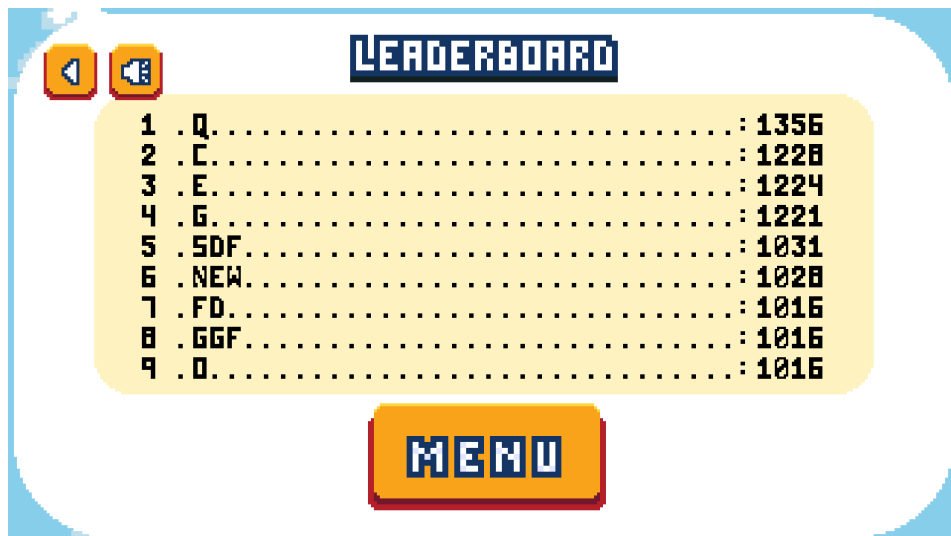 LEADERBOARD
1 .Q...............................: 1356
2 .C...............................: 1228
3 .E...............................: 1224
4 .G...............................: 1221
5 .SDF.............................: 1031
6 .NEW.............................: 1028
7 .FD..............................: 1016
8 .GGF.............................: 1016
9 .O...............................: 1016
MENU